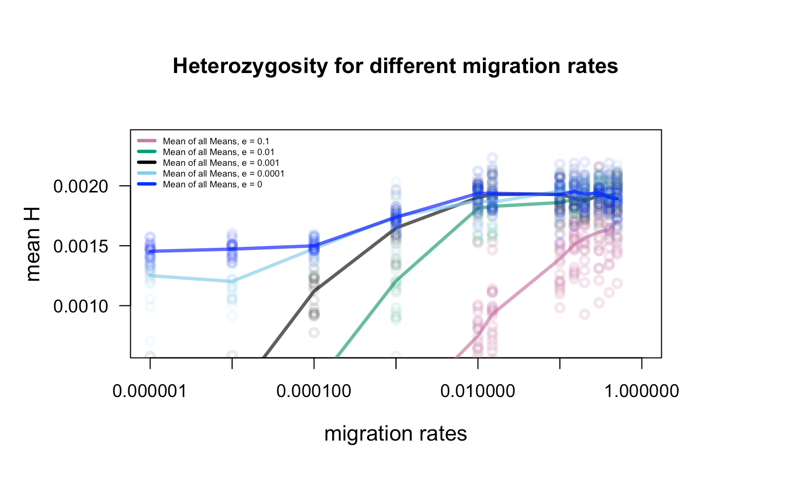 Heterozygosity for different migration rates
Mean of all Means, e = 0.1
Mean of all Means, e = 0.01
Mean of all Means, e = 0.001
Mean of all Means, e = 0.0001
Mean of all Means, e = 0
0.0020
0.0015
0.0010
mean H
0.000001
0.000100
0.010000
1.000000
migration rates